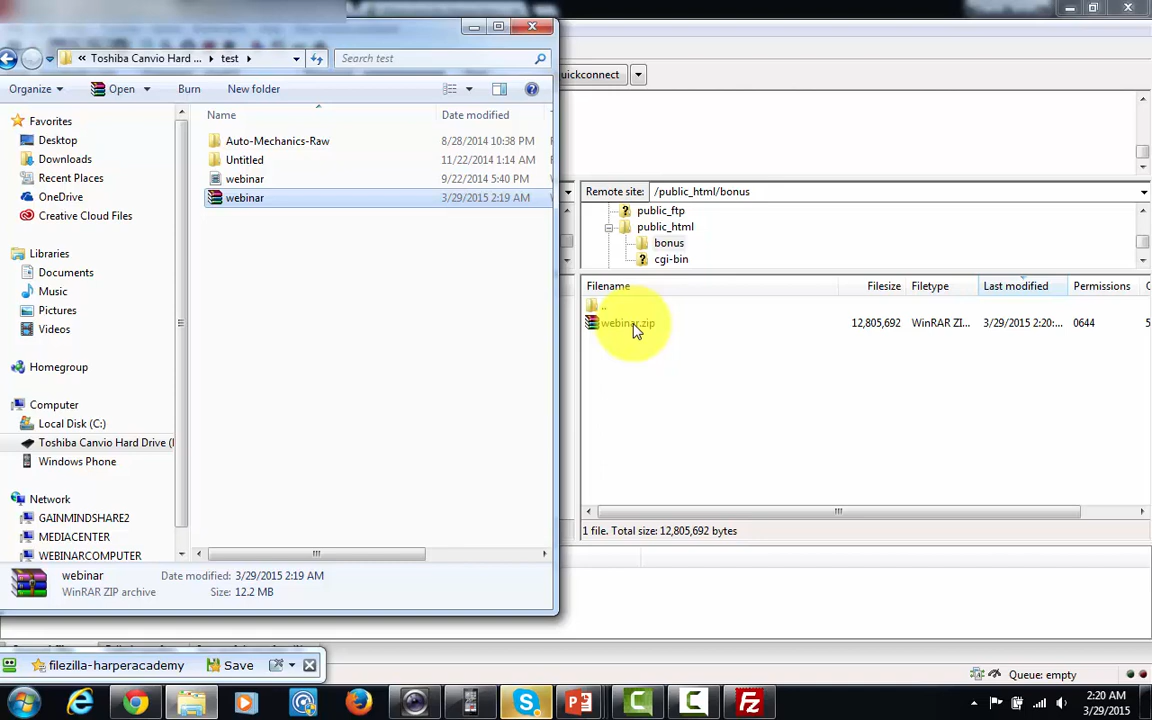 « Toshiba Canvio Hard ... ▸ test ▸
Search test
Organize
Open
Burn
New folder
Name
Date modified
Favorites
Desktop
Downloads
Recent Places
OneDrive
Creative Cloud Files
Libraries
Documents
Music
Pictures
Videos
Homegroup
Computer
Local Disk (C:)
Toshiba Canvio Hard Drive (
Windows Phone
Network
GAINMINDSHARE2
MEDIACENTER
WEBINARCOMPUTER
Auto-Mechanics-Raw 8/28/2014 10:38 PM
Untitled 11/22/2014 1:14 AM
webinar 9/22/2014 5:40 PM
webinar 3/29/2015 2:19 AM
webinar Date modified: 3/29/2015 2:19 AM
WinRAR ZIP archive Size: 12.2 MB
uickconnect
Remote site: /public_html/bonus
public_ftp
public_html
bonus
cgi-bin
Filename Filesize Filetype Last modified Permissions
..
webinar.zip 12,805,692 WinRAR ZI... 3/29/2015 2:20:... 0644
1 file. Total size: 12,805,692 bytes
filezilla-harperacademy Save
Queue: empty
2:20 AM
3/29/2015